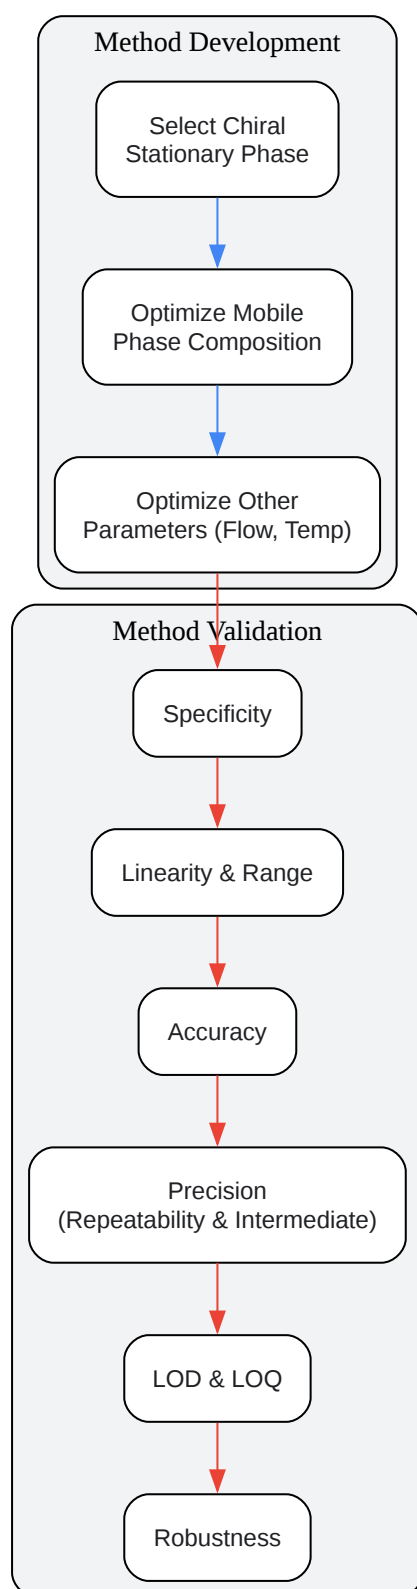 Method Development
Select Chiral
Stationary Phase
Optimize Mobile
Phase Composition
Optimize Other
Parameters (Flow, Temp)
Method Validation
Specificity
Linearity & Range
Accuracy
Precision
(Repeatability & Intermediate)
LOD & LOQ
Robustness